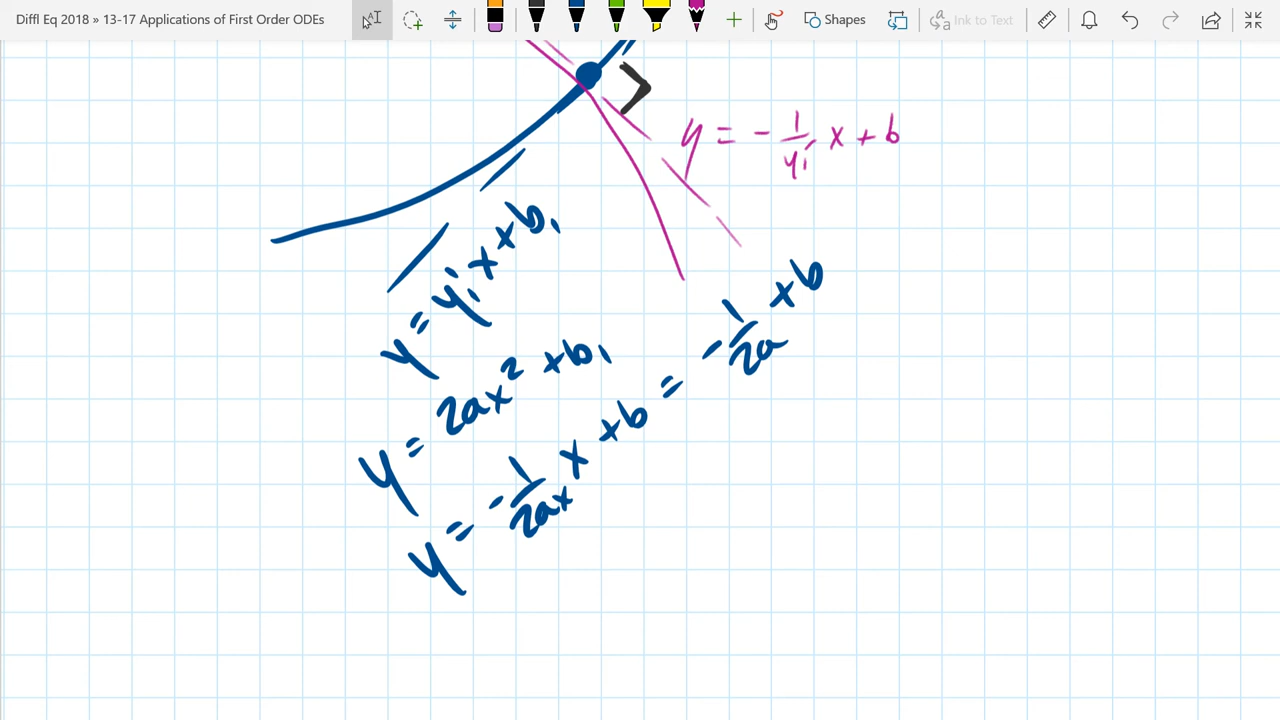 Diffl Eq 2018 » 13-17 Applications of First Order ODEs
Shapes
Ink to Text
y = - 1/y₁' x + b
y = y₁' x + b₁
y = 2ax² + b₁
y = - 1/2ax x + b = - 1/2a + b